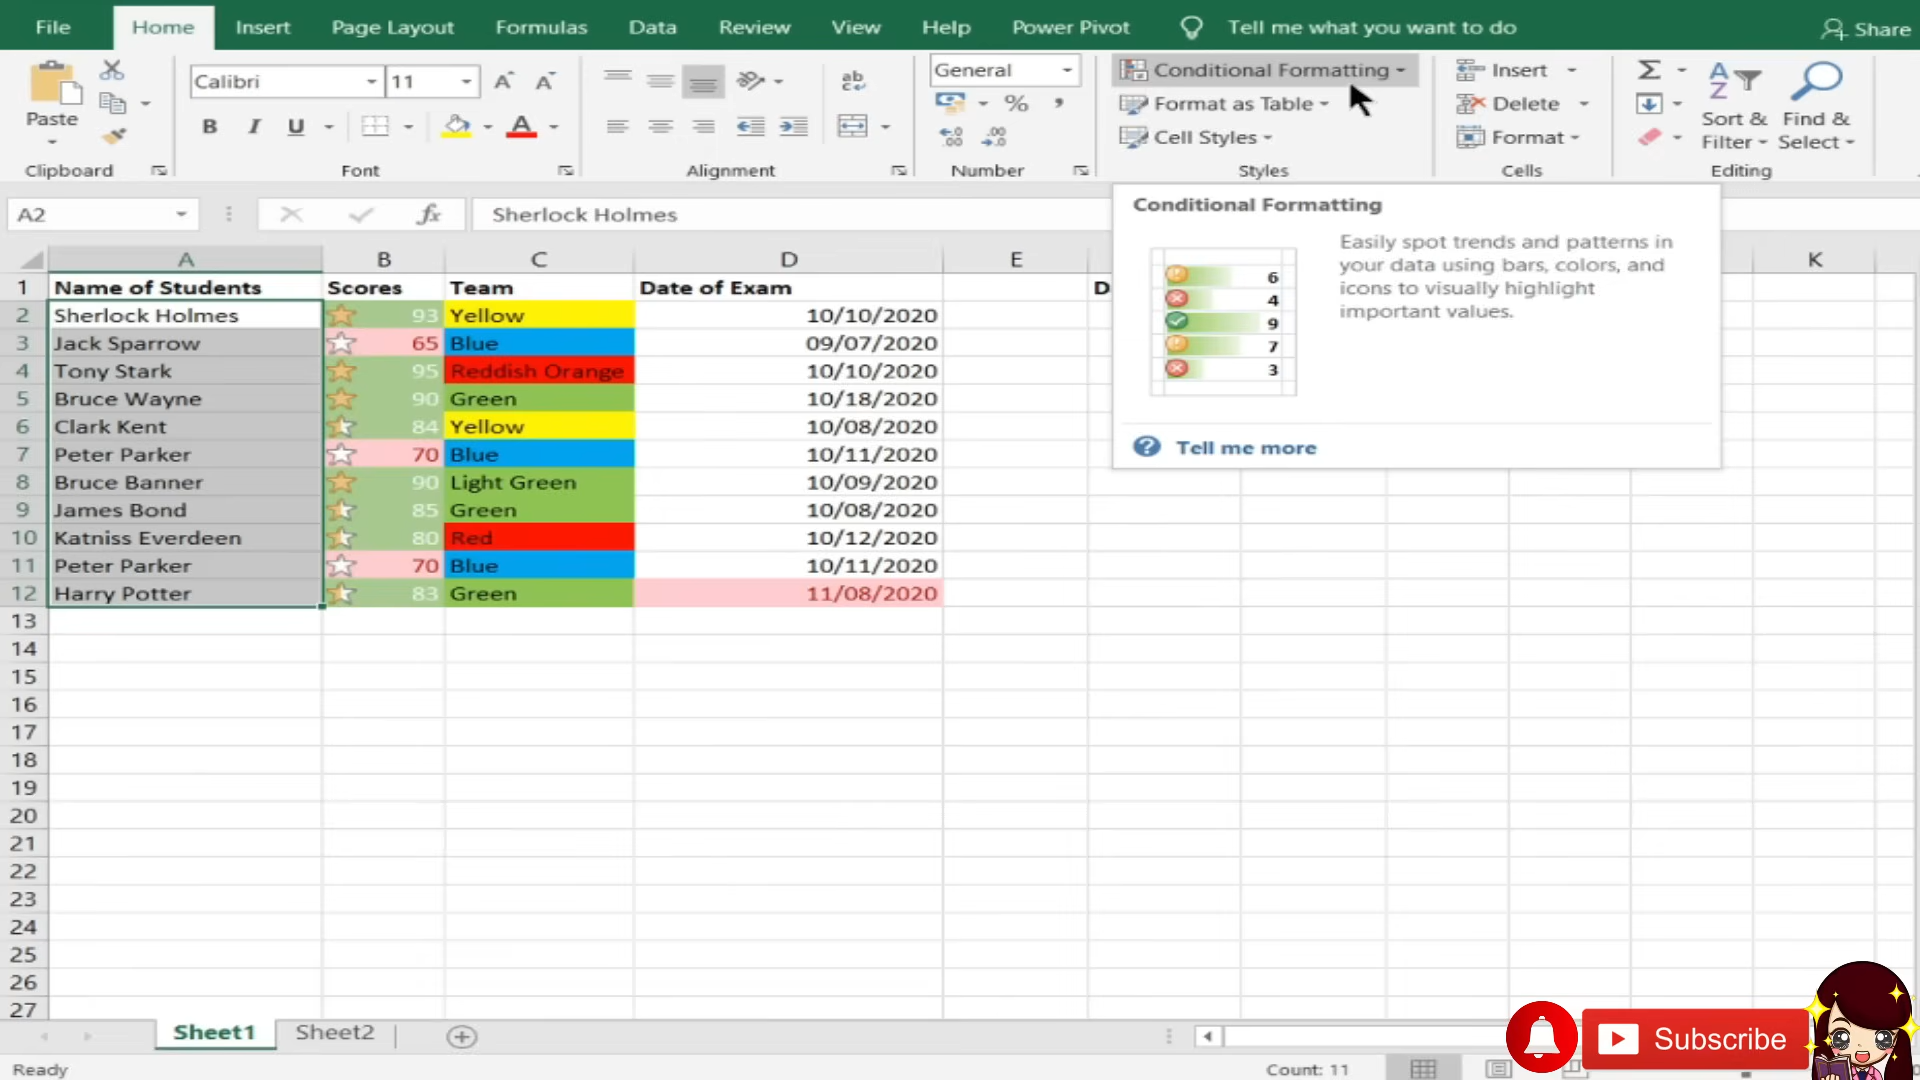 File Home Insert Page Layout Formulas Data Review View Help Power Pivot Tell me what you want to do Share
Paste
Clipboard
Calibri 11
B I U A
Font
ab
Alignment
General
% ,
Number
Conditional Formatting
Format as Table
Cell Styles
Styles
Insert
Delete
Format
Cells
Sort & Filter
Find & Select
Editing
A2 fx Sherlock Holmes
Conditional Formatting
Easily spot trends and patterns in
your data using bars, colors, and
icons to visually highlight
important values.
6
4
9
7
3
Tell me more
A B C D E K
1 Name of Students Scores Team Date of Exam D
2 Sherlock Holmes 93 Yellow 10/10/2020
3 Jack Sparrow 65 Blue 09/07/2020
4 Tony Stark 95 Reddish Orange 10/10/2020
5 Bruce Wayne 90 Green 10/18/2020
6 Clark Kent 84 Yellow 10/08/2020
7 Peter Parker 70 Blue 10/11/2020
8 Bruce Banner 90 Light Green 10/09/2020
9 James Bond 85 Green 10/08/2020
10 Katniss Everdeen 80 Red 10/12/2020
11 Peter Parker 70 Blue 10/11/2020
12 Harry Potter 83 Green 11/08/2020
13
14
15
16
17
18
19
20
21
22
23
24
25
26
27
Sheet1 Sheet2
Subscribe
Ready Count: 11